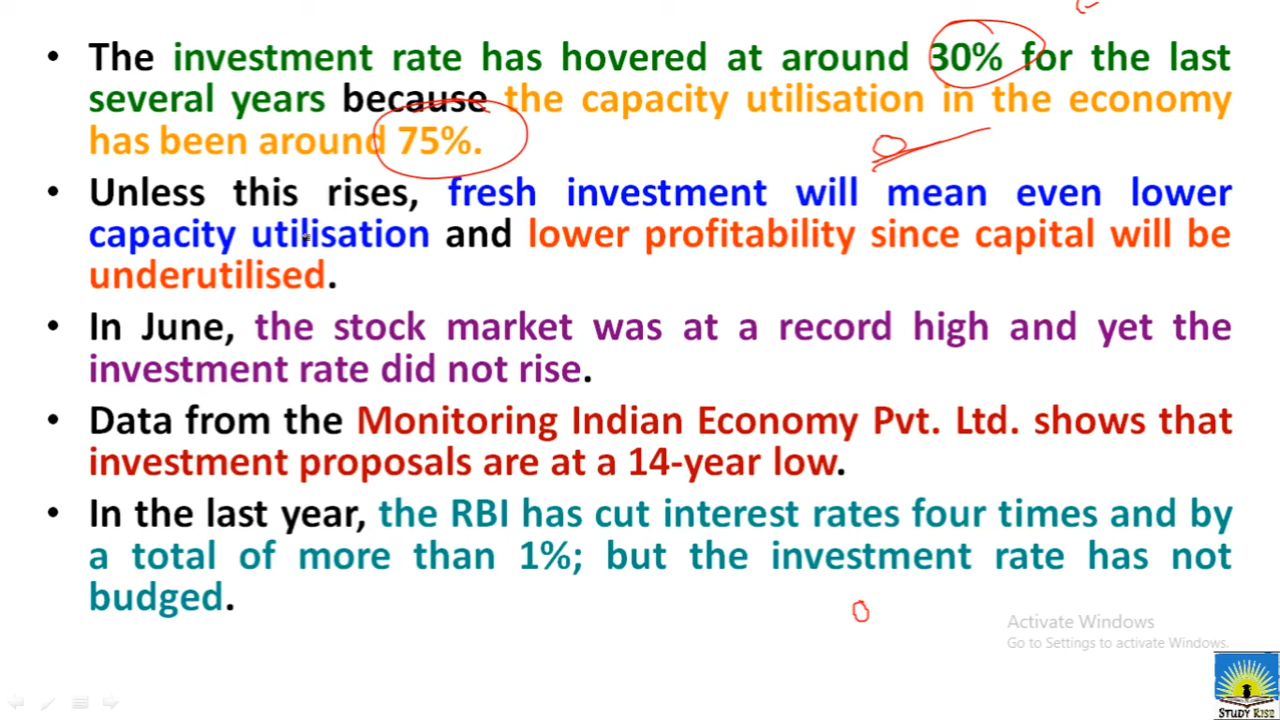 • The investment rate has hovered at around 30% for the last
several years because the capacity utilisation in the economy
has been around 75%.
• Unless this rises, fresh investment will mean even lower
capacity utilisation and lower profitability since capital will be
underutilised.
• In June, the stock market was at a record high and yet the
investment rate did not rise.
• Data from the Monitoring Indian Economy Pvt. Ltd. shows that
investment proposals are at a 14-year low.
• In the last year, the RBI has cut interest rates four times and by
a total of more than 1%; but the investment rate has not
budged.
Activate Windows
Go to Settings to activate Windows.
STUDY RISE